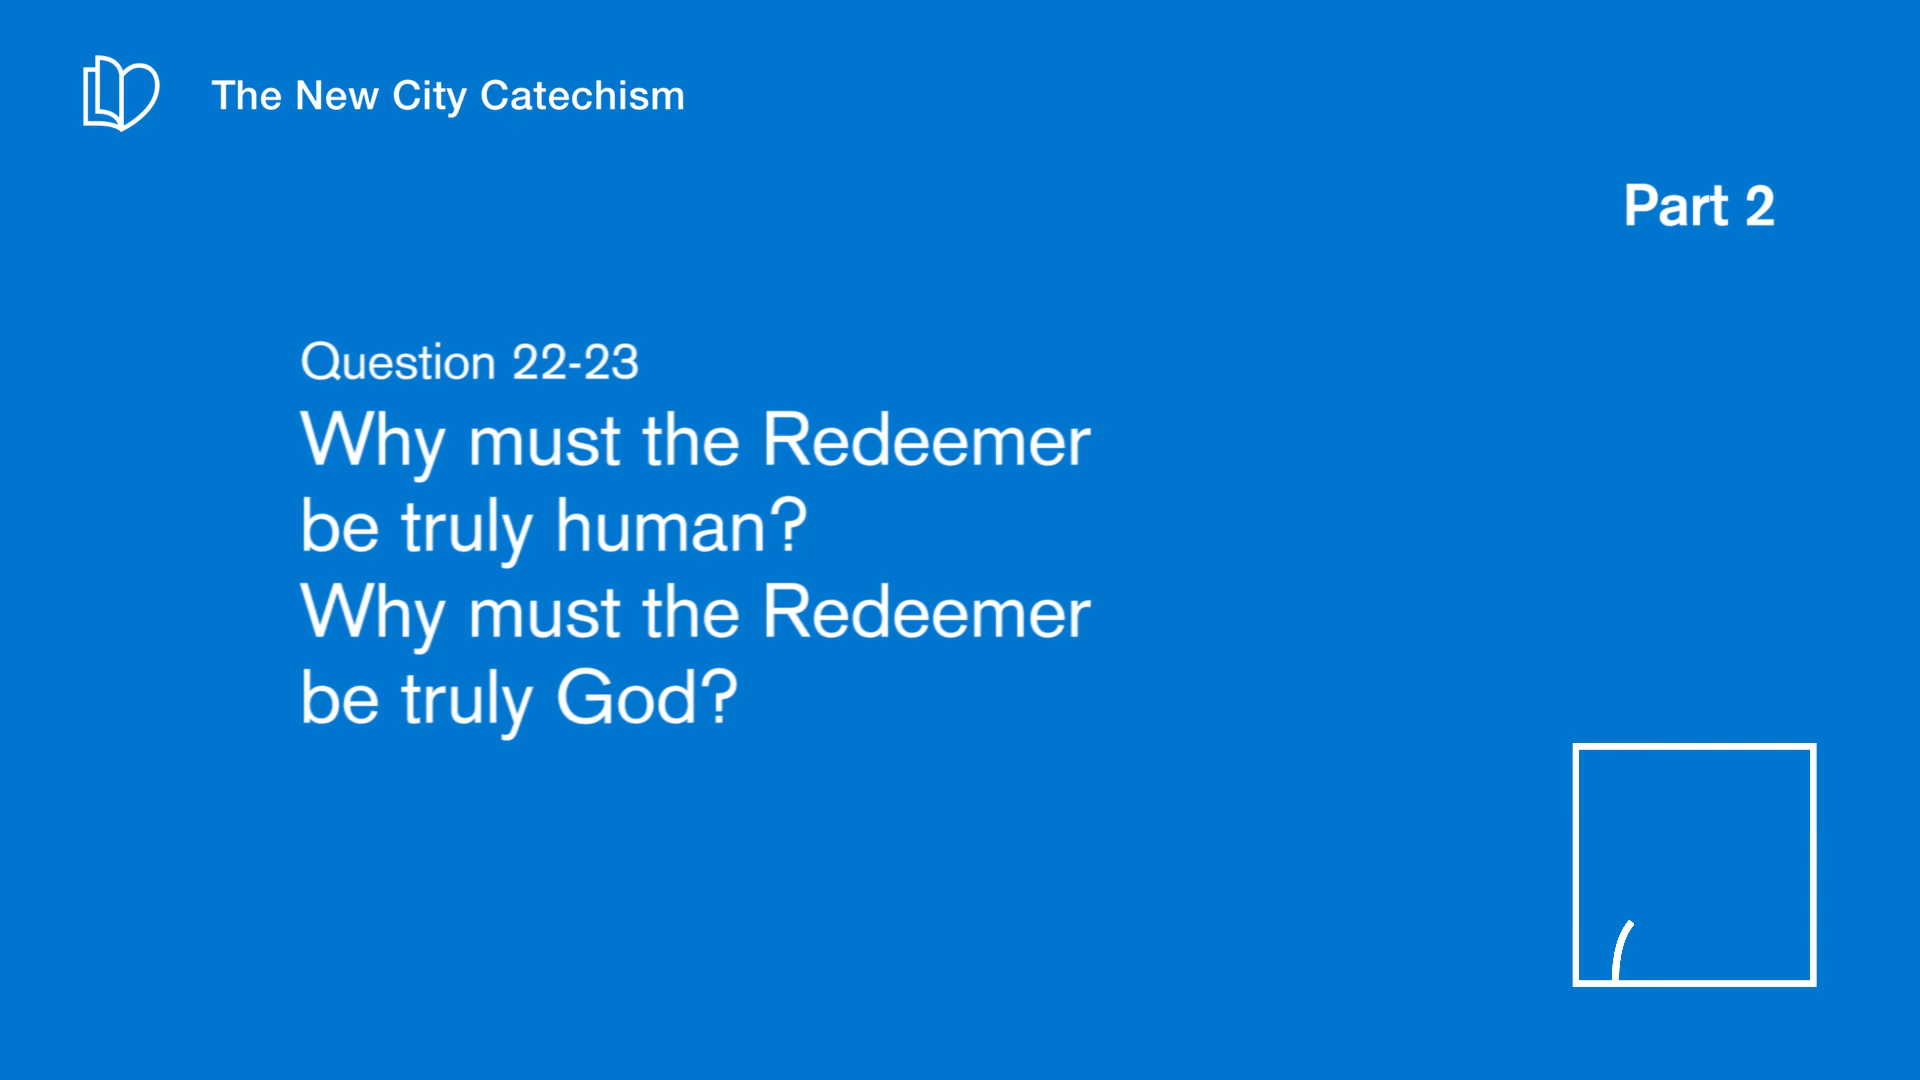 The New City Catechism
Part 2
Question 22-23
Why must the Redeemer
be truly human?
Why must the Redeemer
be truly God?